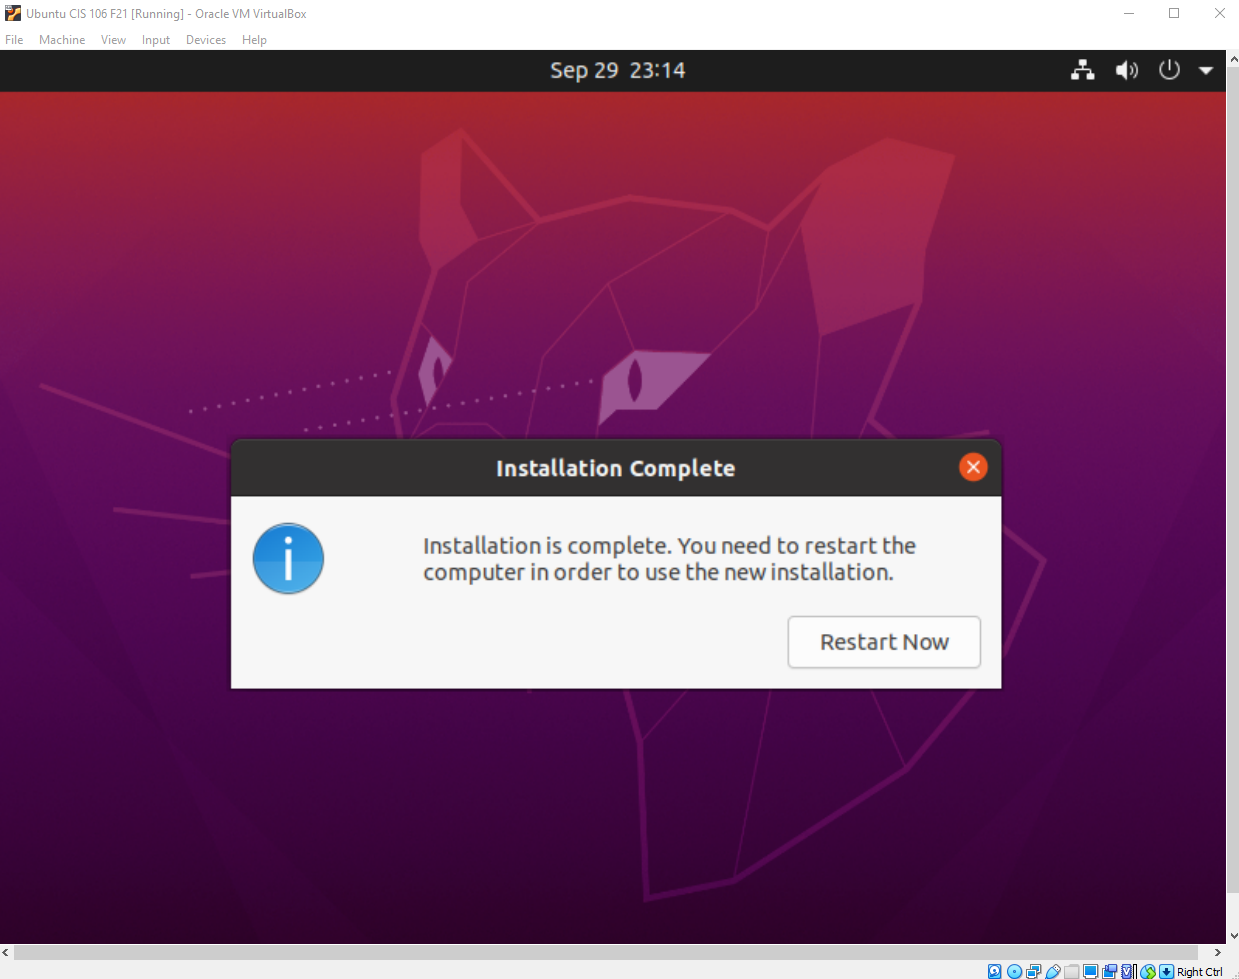 Ubuntu CIS 106 F21 [Running] - Oracle VM VirtualBox
File Machine View Input Devices Help
Sep 29 23:14
Installation Complete
Installation is complete. You need to restart the
computer in order to use the new installation.
Restart Now
Right Ctrl